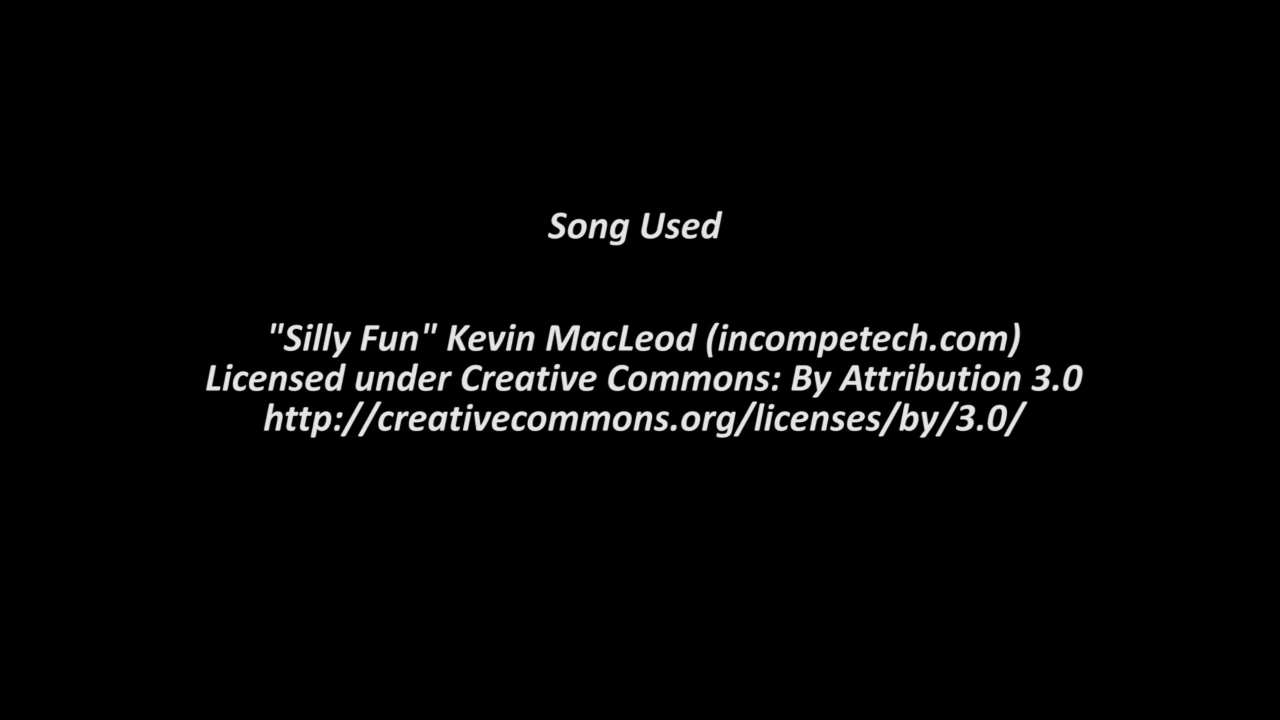 Song Used
"Silly Fun" Kevin MacLeod (incompetech.com)
Licensed under Creative Commons: By Attribution 3.0
http://creativecommons.org/licenses/by/3.0/